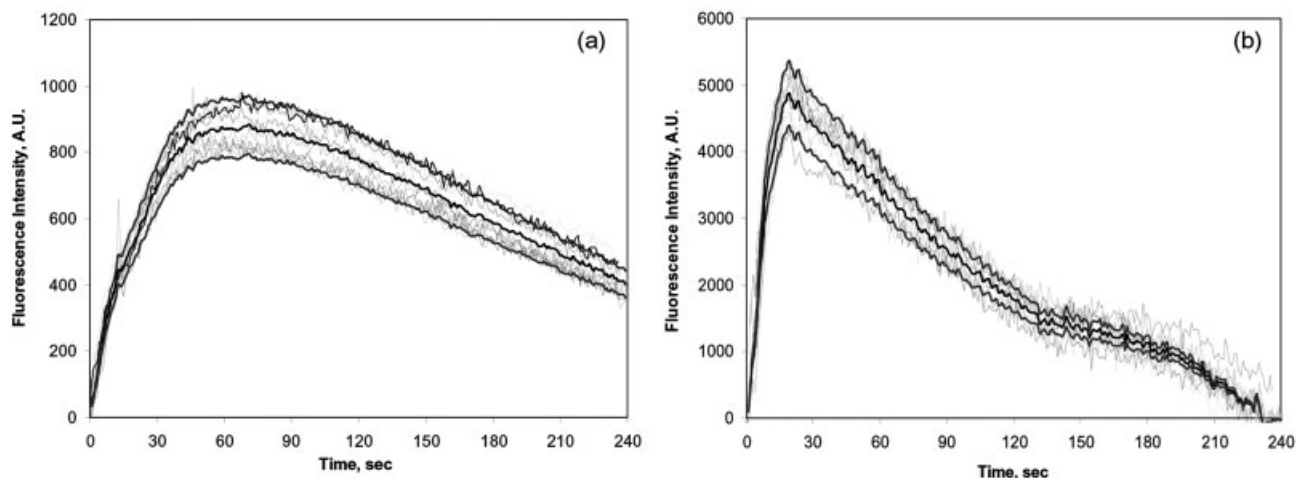 (a)
Fluorescence Intensity, A.U.
1200
1000
800
600
400
200
0
0 30 60 90 120 150 180 210 240
Time, sec
(b)
Fluorescence Intensity, A.U.
6000
5000
4000
3000
2000
1000
0
0 30 60 90 120 150 180 210 240
Time, sec